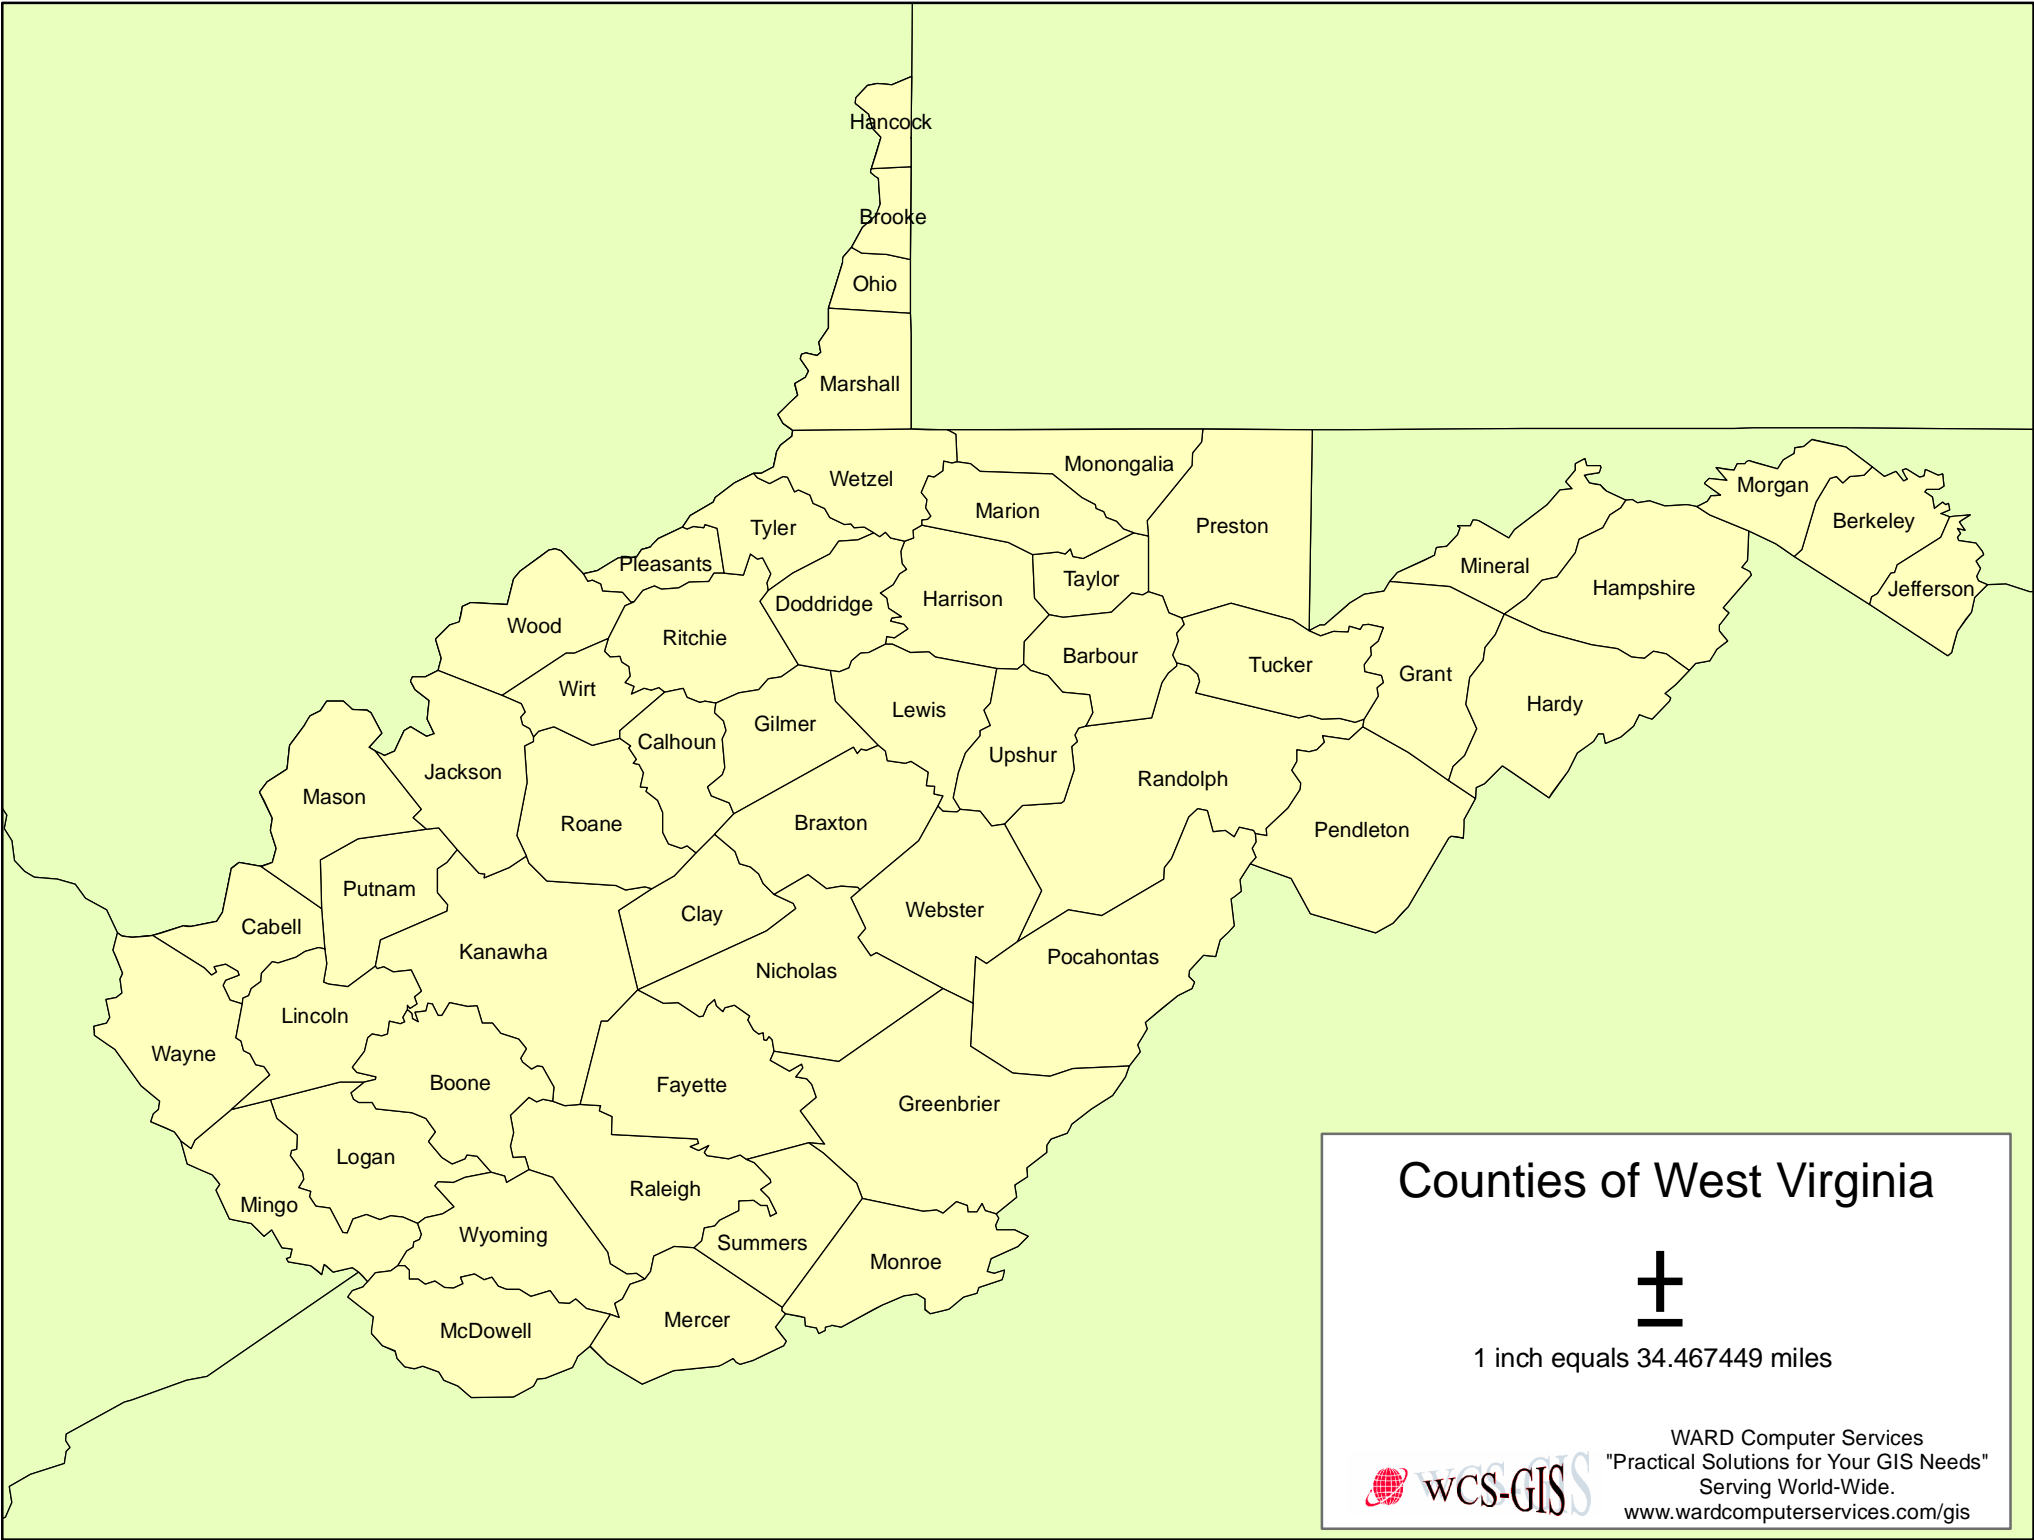 Hancock
Brooke
Ohio
Marshall
Wetzel
Monongalia
Marion
Preston
Tyler
Pleasants
Doddridge
Harrison
Taylor
Morgan
Berkeley
Jefferson
Mineral
Hampshire
Wood
Ritchie
Barbour
Tucker
Grant
Hardy
Wirt
Calhoun
Gilmer
Lewis
Upshur
Randolph
Mason
Jackson
Roane
Braxton
Pendleton
Putnam
Cabell
Kanawha
Clay
Webster
Nicholas
Pocahontas
Lincoln
Wayne
Boone
Fayette
Greenbrier
Logan
Mingo
Raleigh
Wyoming
Summers
Monroe
McDowell
Mercer
Counties of West Virginia
±
1 inch equals 34.467449 miles
WCS-GIS
WARD Computer Services
"Practical Solutions for Your GIS Needs"
Serving World-Wide.
www.wardcomputerservices.com/gis